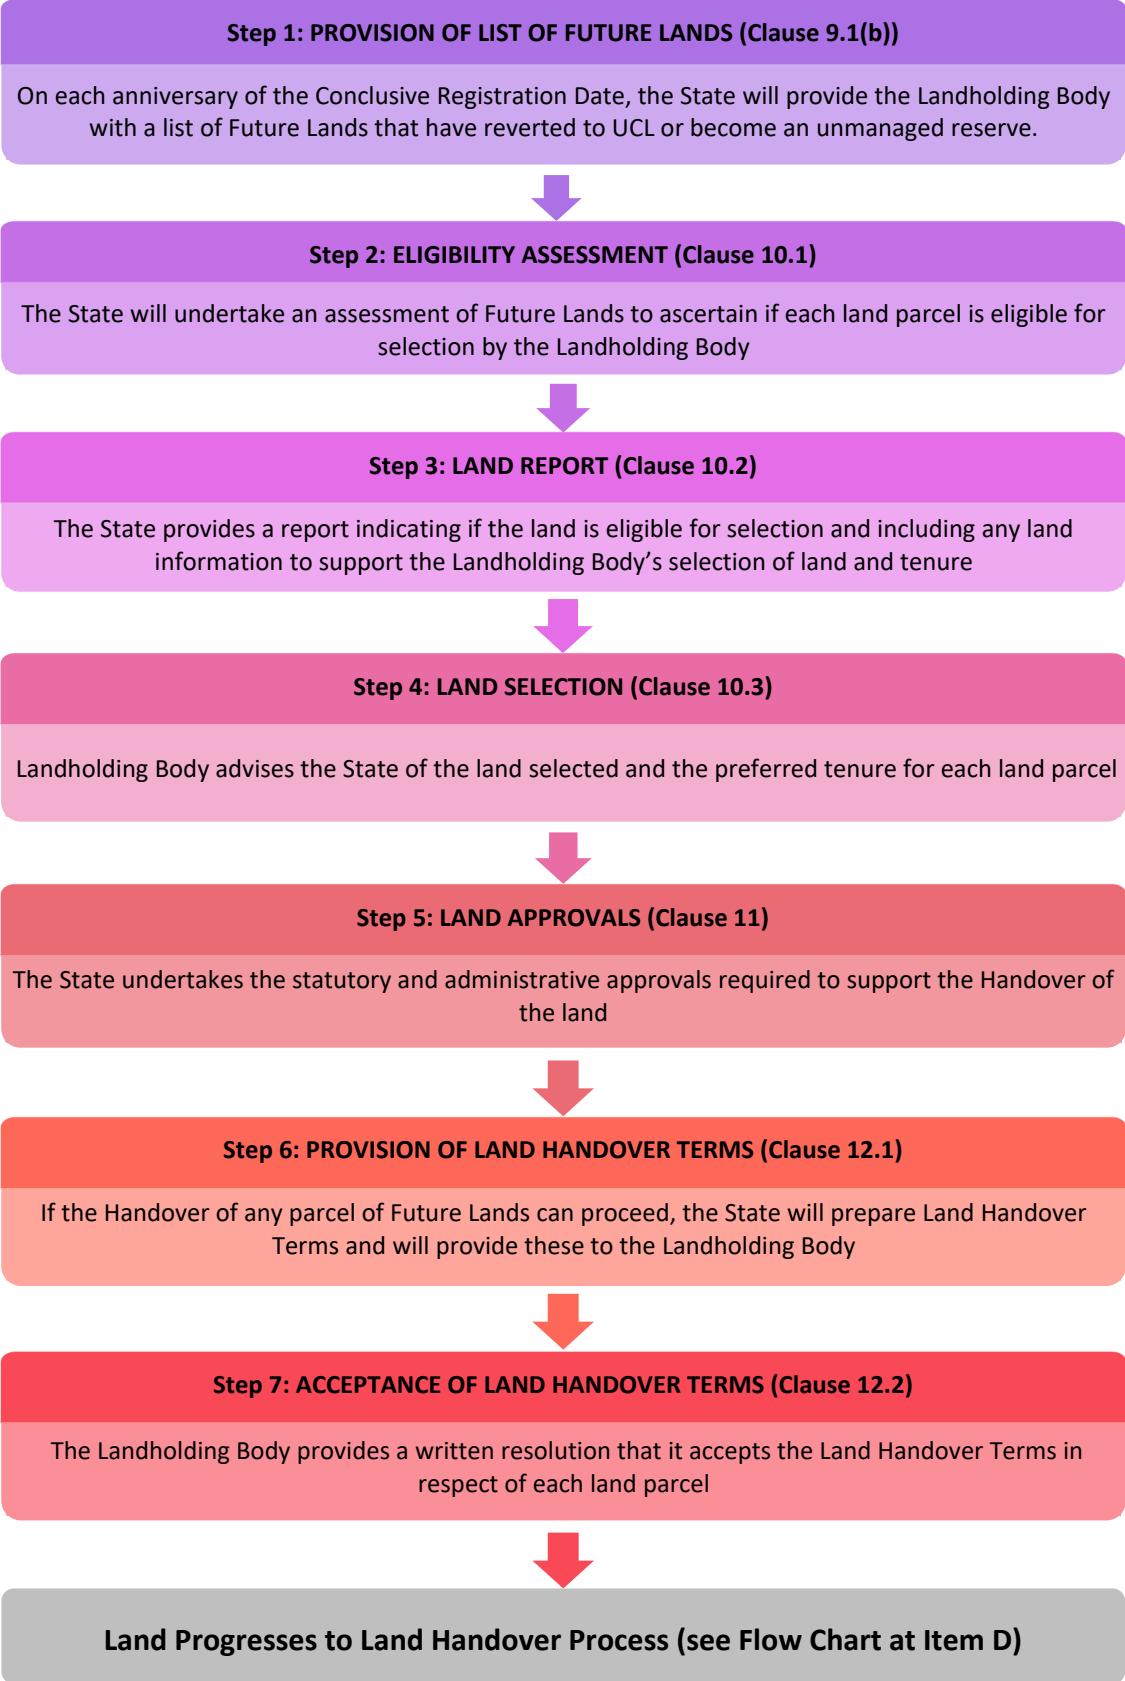 Step 1: PROVISION OF LIST OF FUTURE LANDS (Clause 9.1(b))
On each anniversary of the Conclusive Registration Date, the State will provide the Landholding Body
with a list of Future Lands that have reverted to UCL or become an unmanaged reserve.
Step 2: ELIGIBILITY ASSESSMENT (Clause 10.1)
The State will undertake an assessment of Future Lands to ascertain if each land parcel is eligible for
selection by the Landholding Body
Step 3: LAND REPORT (Clause 10.2)
The State provides a report indicating if the land is eligible for selection and including any land
information to support the Landholding Body’s selection of land and tenure
Step 4: LAND SELECTION (Clause 10.3)
Landholding Body advises the State of the land selected and the preferred tenure for each land parcel
Step 5: LAND APPROVALS (Clause 11)
The State undertakes the statutory and administrative approvals required to support the Handover of
the land
Step 6: PROVISION OF LAND HANDOVER TERMS (Clause 12.1)
If the Handover of any parcel of Future Lands can proceed, the State will prepare Land Handover
Terms and will provide these to the Landholding Body
Step 7: ACCEPTANCE OF LAND HANDOVER TERMS (Clause 12.2)
The Landholding Body provides a written resolution that it accepts the Land Handover Terms in
respect of each land parcel
Land Progresses to Land Handover Process (see Flow Chart at Item D)